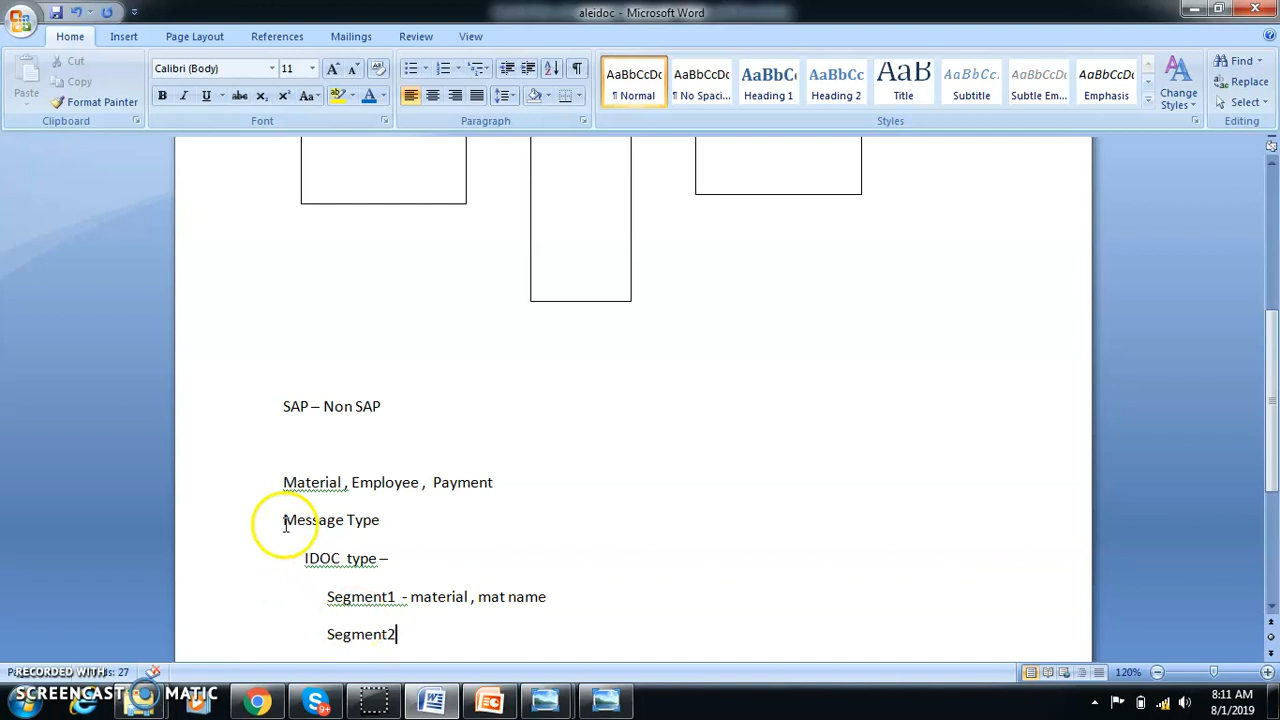 aleidoc - Microsoft Word
Home Insert Page Layout References Mailings Review View
Paste
Cut
Copy
Format Painter
Clipboard
Calibri (Body) 11
Font
Paragraph
AaBbCcDc AaBbCcDc AaBbCc AaBbCc AaB AaBbCc. AaBbCcDc AaBbCcDc
¶ Normal ¶ No Spaci... Heading 1 Heading 2 Title Subtitle Subtle Em... Emphasis
Change Styles
Styles
Find
Replace
Select
Editing
SAP – Non SAP
Material , Employee , Payment
Message Type
IDOC type –
Segment1 - material , mat name
Segment2
: 27
120%
RECORDED WITH
SCREENCAST MATIC
8:11 AM
8/1/2019